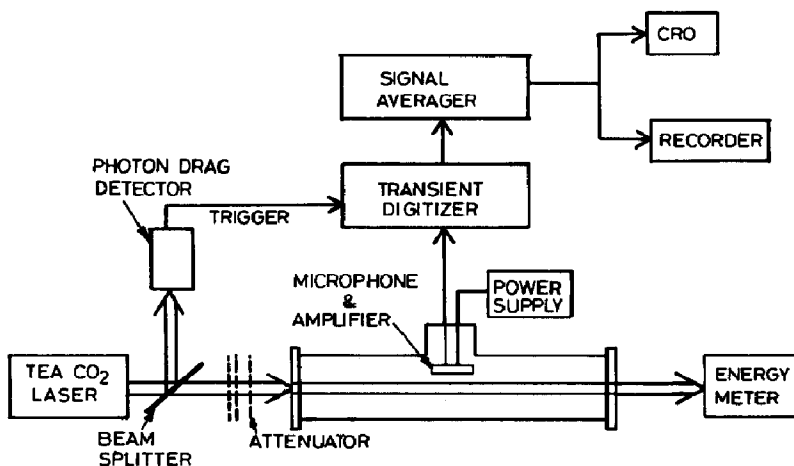 CRO
SIGNAL
AVERAGER
RECORDER
PHOTON DRAG
DETECTOR
TRIGGER
TRANSIENT
DIGITIZER
MICROPHONE
&
AMPLIFIER
POWER
SUPPLY
TEA CO₂
LASER
BEAM
SPLITTER
ATTENUATOR
ENERGY
METER